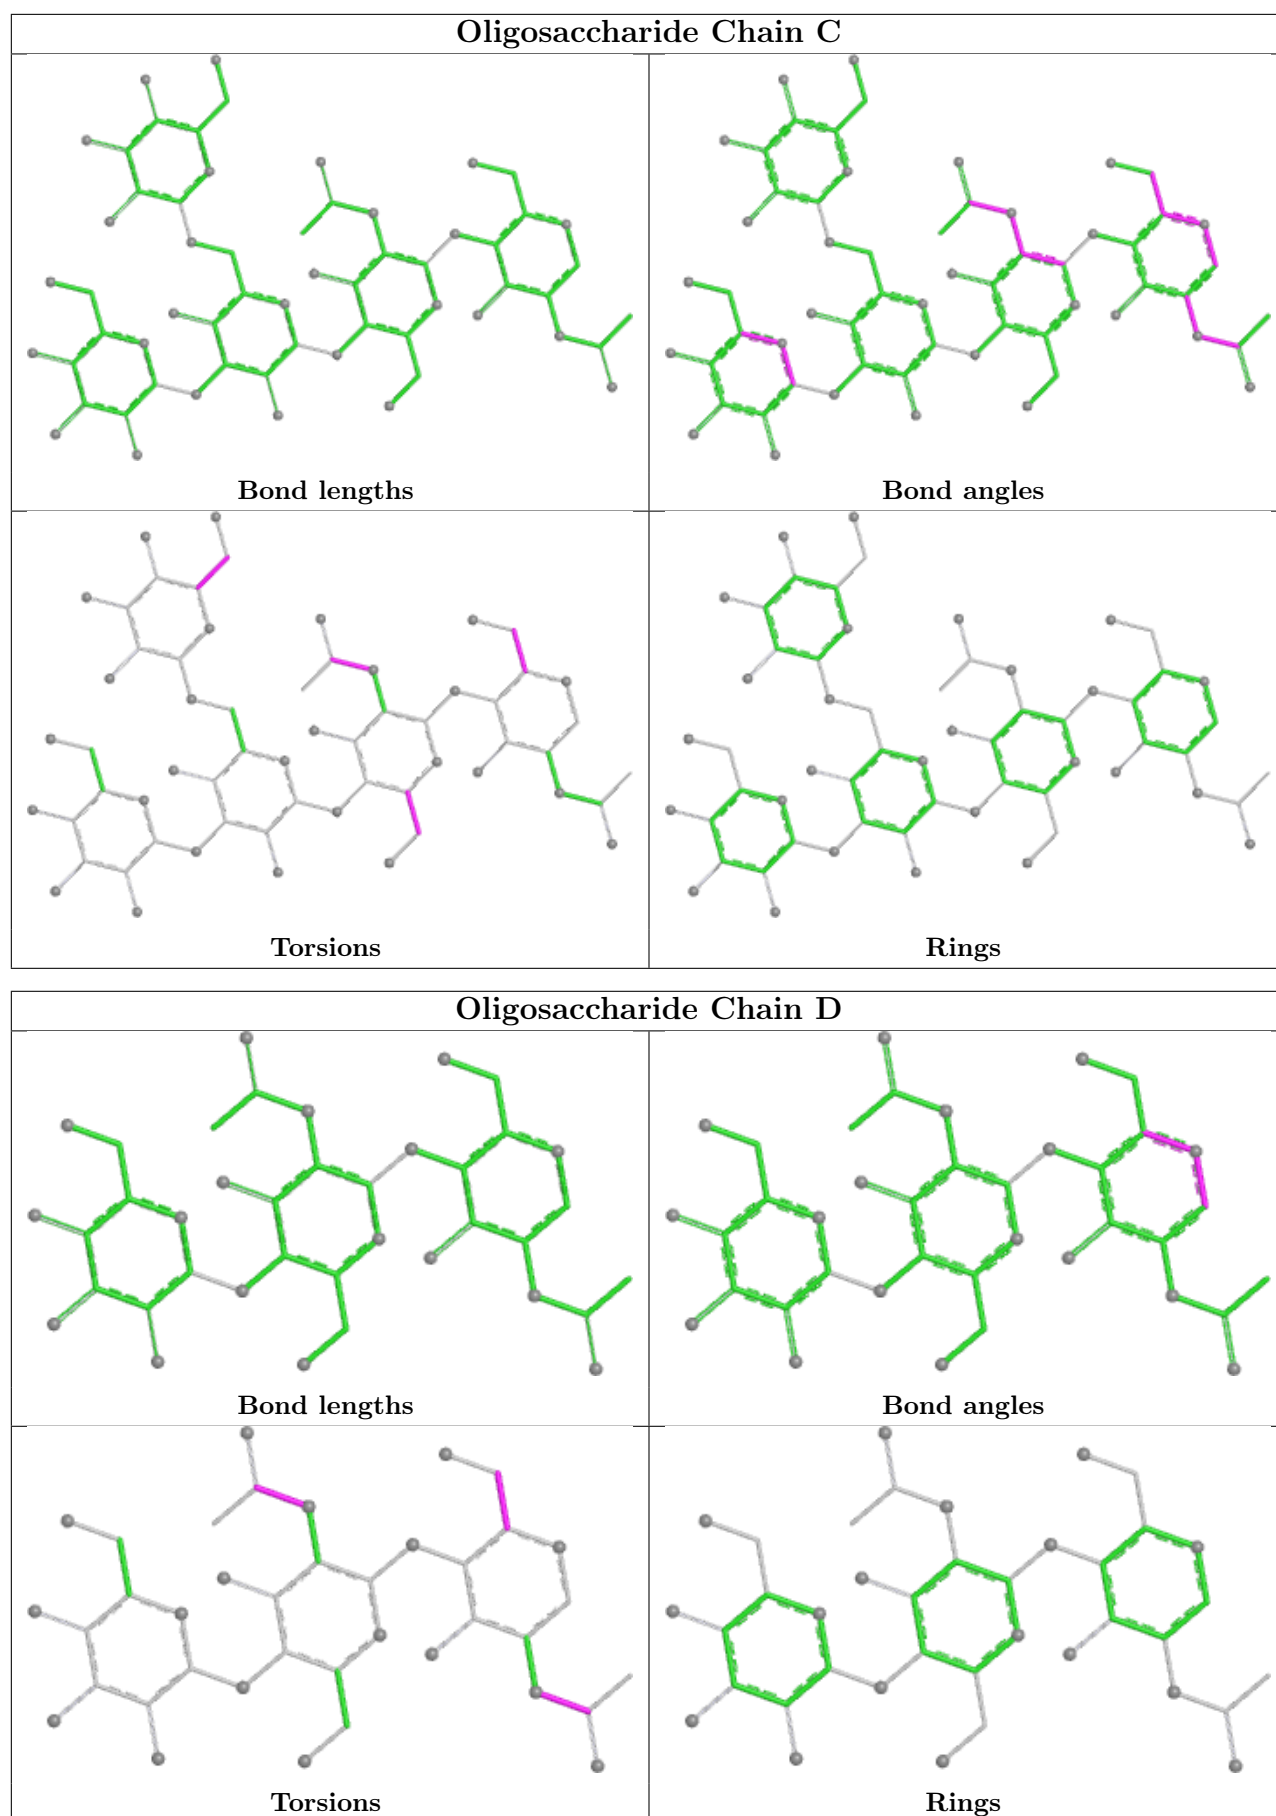 Oligosaccharide Chain C
Bond lengths
Bond angles
Torsions
Rings
Oligosaccharide Chain D
Bond lengths
Bond angles
Torsions
Rings